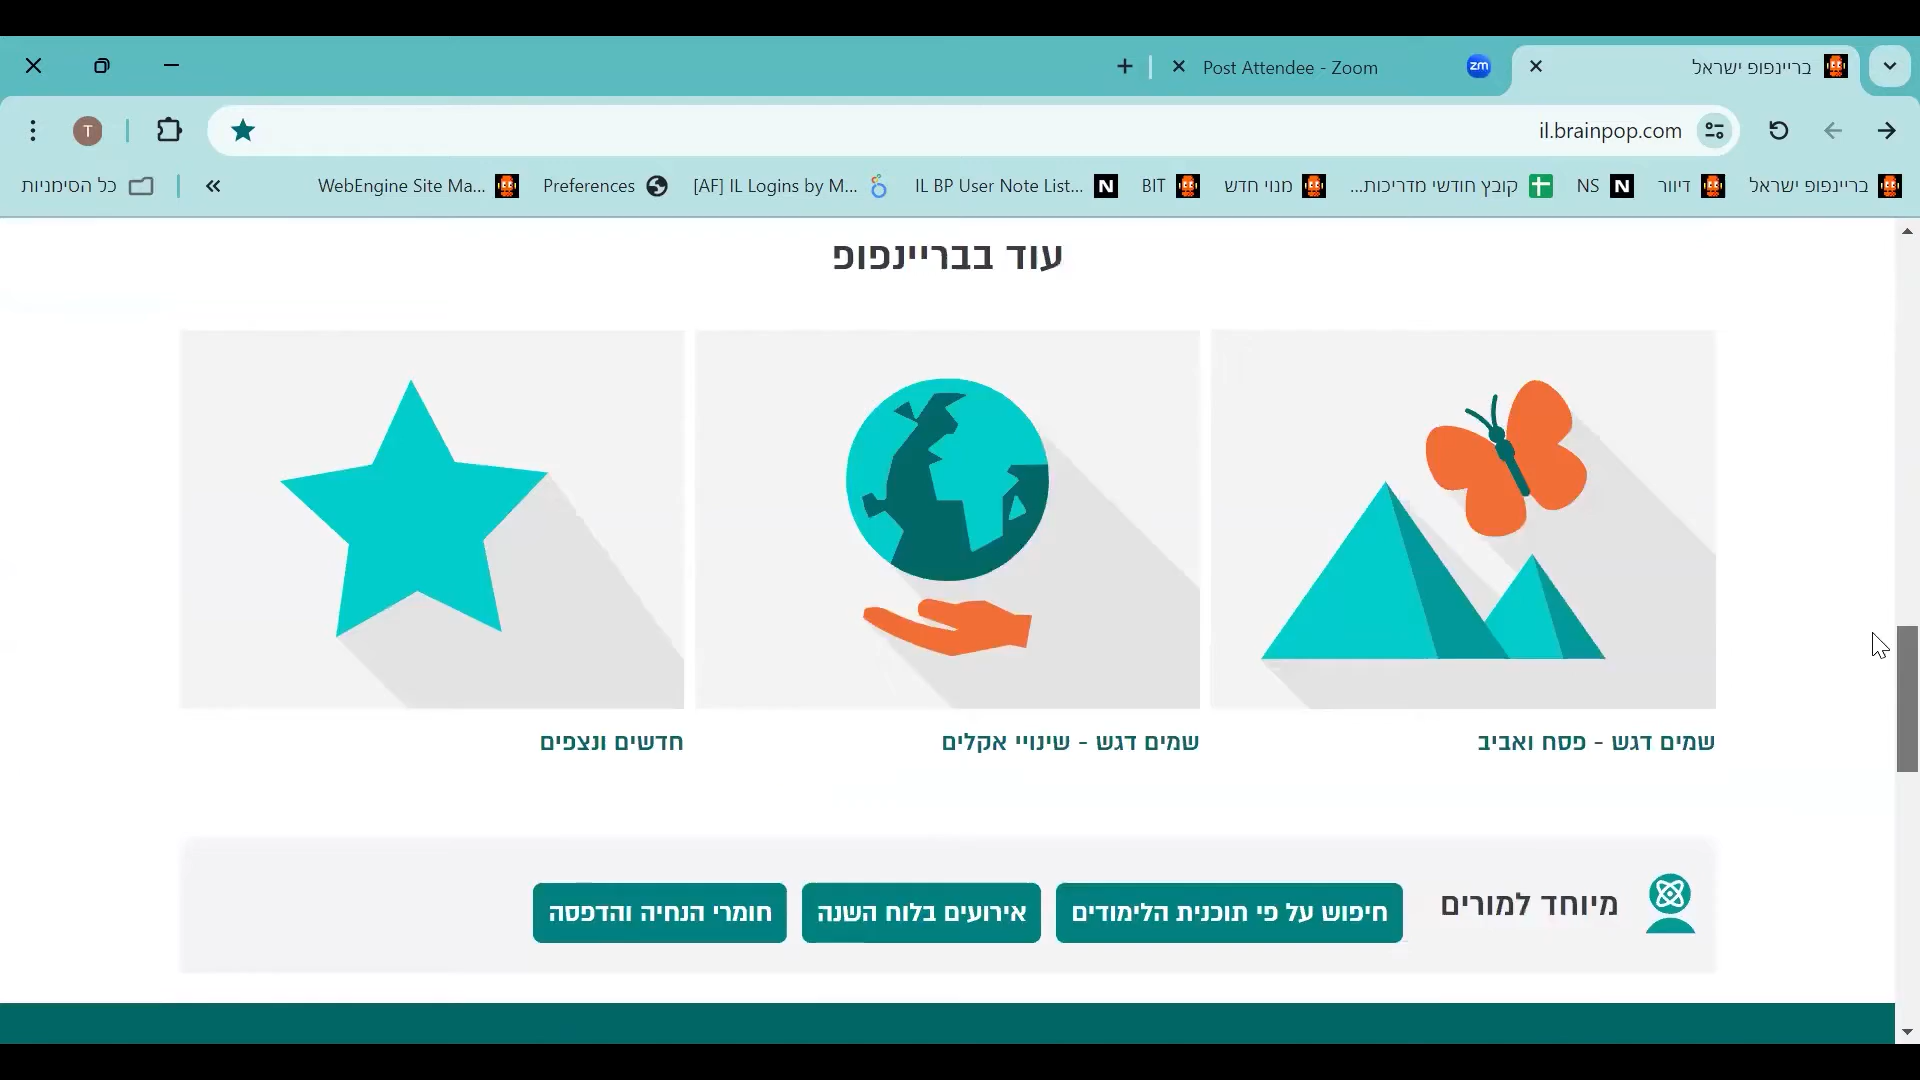 בריינפופ ישראל
Post Attendee - Zoom
zm
il.brainpop.com
T
בריינפופ ישראל
דיוור
NS
קובץ חודשי מדריכות...
מנוי חדש
BIT
IL BP User Note List...
[AF] IL Logins by M...
Preferences
WebEngine Site Ma...
כל הסימניות
עוד בבריינפופ
שמים דגש - פסח ואביב
שמים דגש - שינויי אקלים
חדשים ונצפים
מיוחד למורים
חיפוש על פי תוכנית הלימודים
אירועים בלוח השנה
חומרי הנחיה והדפסה